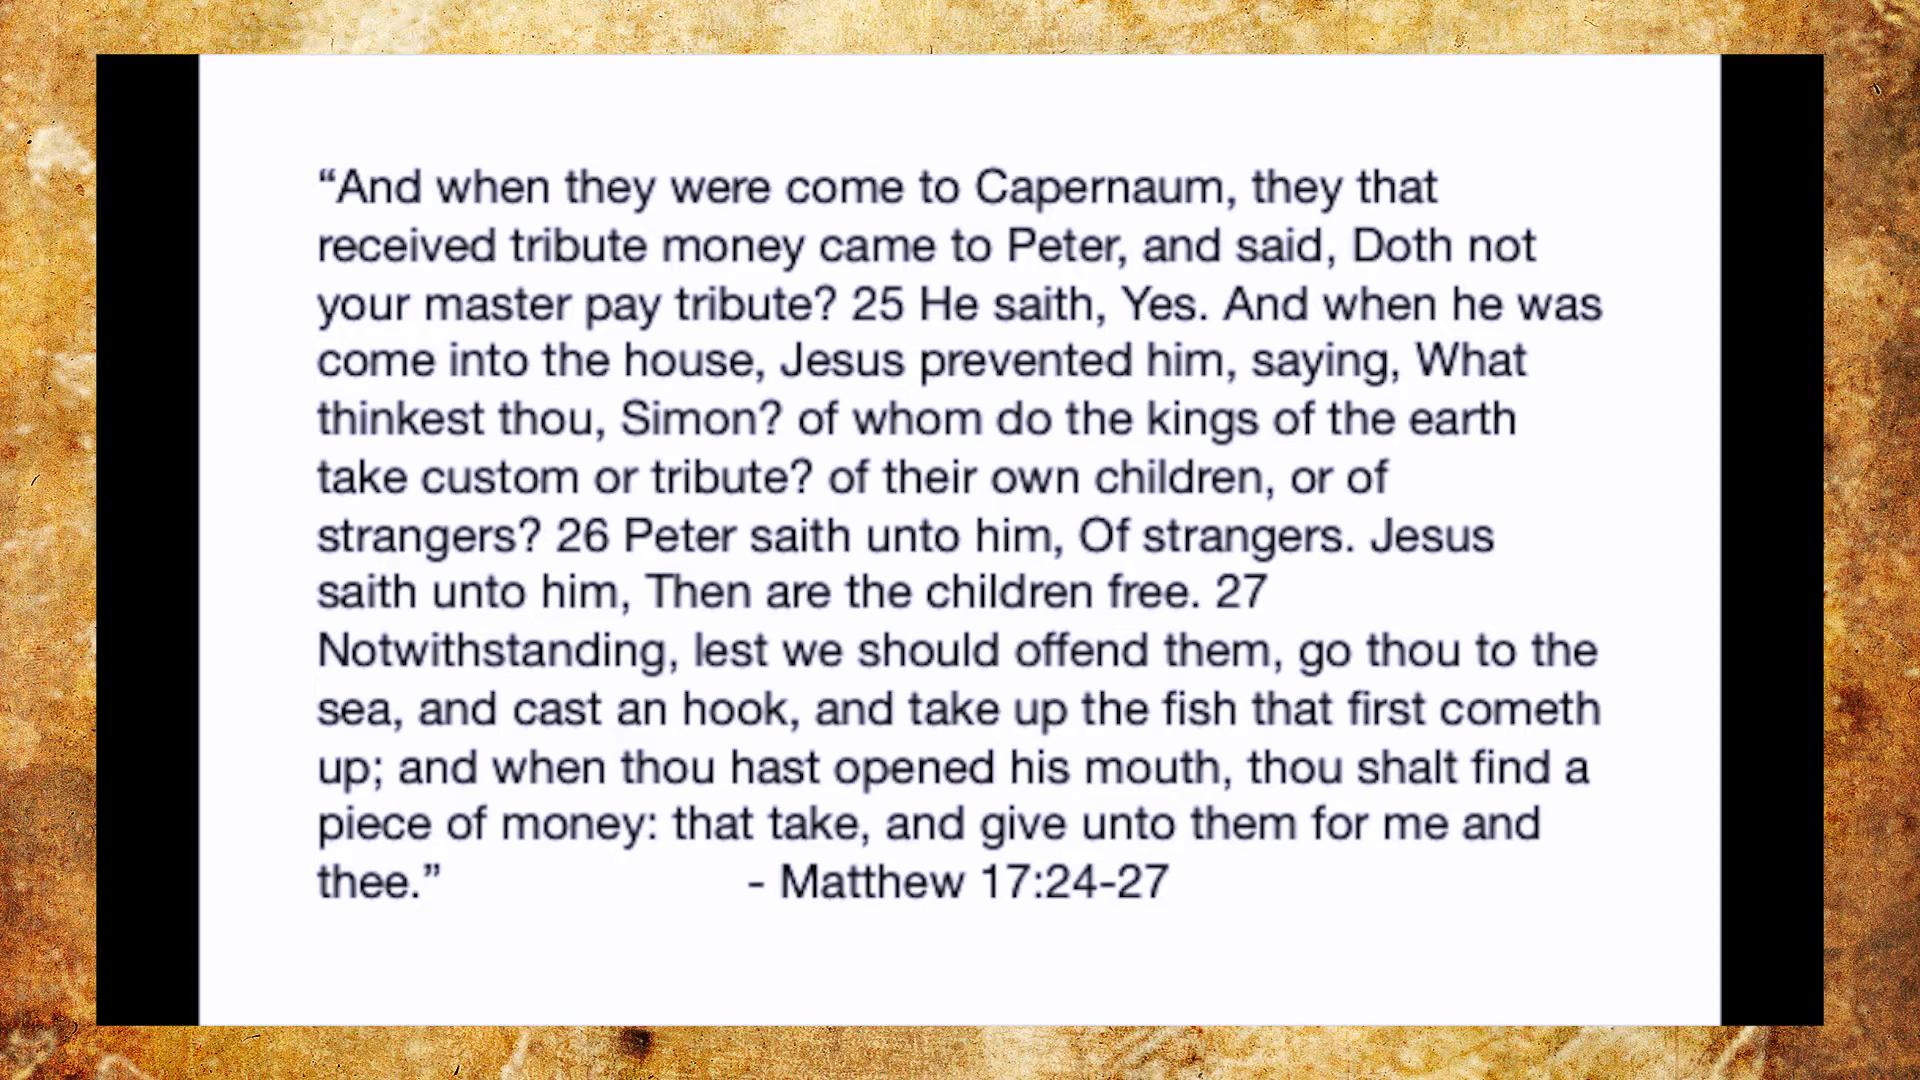 “And when they were come to Capernaum, they that
received tribute money came to Peter, and said, Doth not
your master pay tribute? 25 He saith, Yes. And when he was
come into the house, Jesus prevented him, saying, What
thinkest thou, Simon? of whom do the kings of the earth
take custom or tribute? of their own children, or of
strangers? 26 Peter saith unto him, Of strangers. Jesus
saith unto him, Then are the children free. 27
Notwithstanding, lest we should offend them, go thou to the
sea, and cast an hook, and take up the fish that first cometh
up; and when thou hast opened his mouth, thou shalt find a
piece of money: that take, and give unto them for me and
thee.” - Matthew 17:24-27